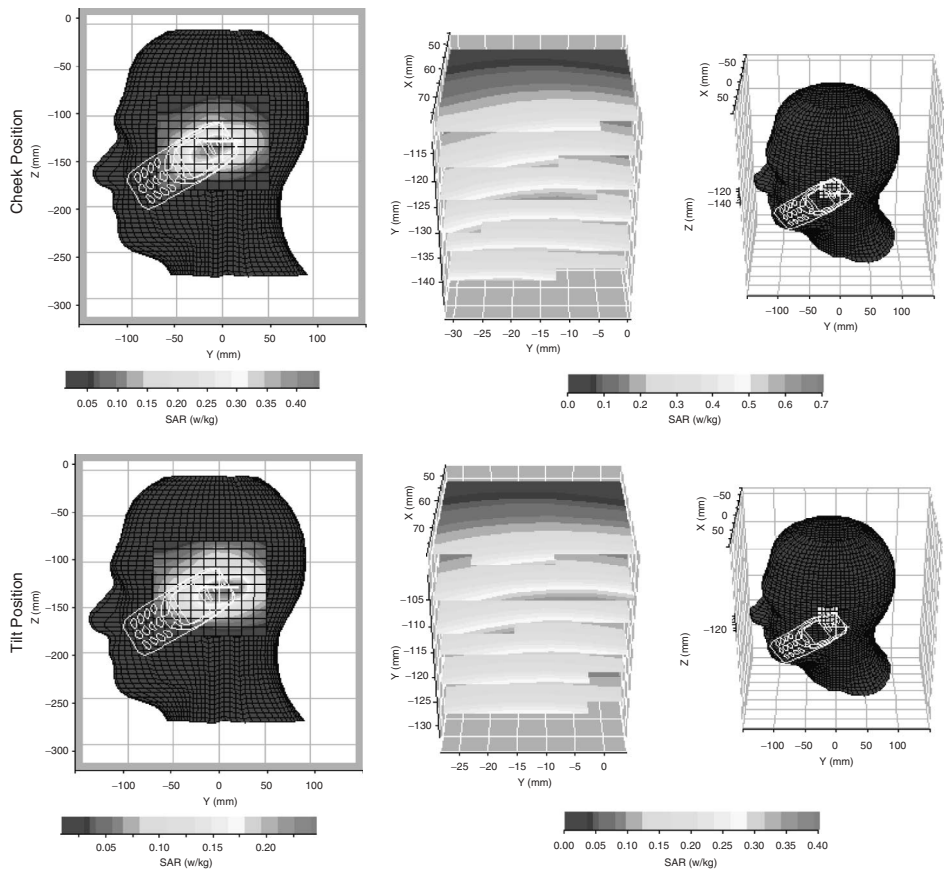 Cheek Position
0
−50
−100
−150
−200
−250
−300
Z (mm)
−100 −50 0 50 100
Y (mm)
0.05 0.10 0.15 0.20 0.25 0.30 0.35 0.40
SAR (w/kg)
50
60
70
X (mm)
−115
−120
−125
−130
−135
−140
Y (mm)
−30 −25 −20 −15 −10 −5 0
Y (mm)
0.0 0.1 0.2 0.3 0.4 0.5 0.6 0.7
SAR (w/kg)
−50
0
50
X (mm)
−120
−140
Z (mm)
−100 −50 0 50 100
Y (mm)
Tilt Position
0
−50
−100
−150
−200
−250
−300
Z (mm)
−100 −50 0 50 100
Y (mm)
0.05 0.10 0.15 0.20
SAR (w/kg)
50
60
70
X (mm)
−105
−110
−115
−120
−125
−130
Y (mm)
−25 −20 −15 −10 −5 0
Y (mm)
0.00 0.05 0.10 0.15 0.20 0.25 0.30 0.35 0.40
SAR (w/kg)
−50
0
50
X (mm)
−120
Z (mm)
−100 −50 0 50 100
Y (mm)